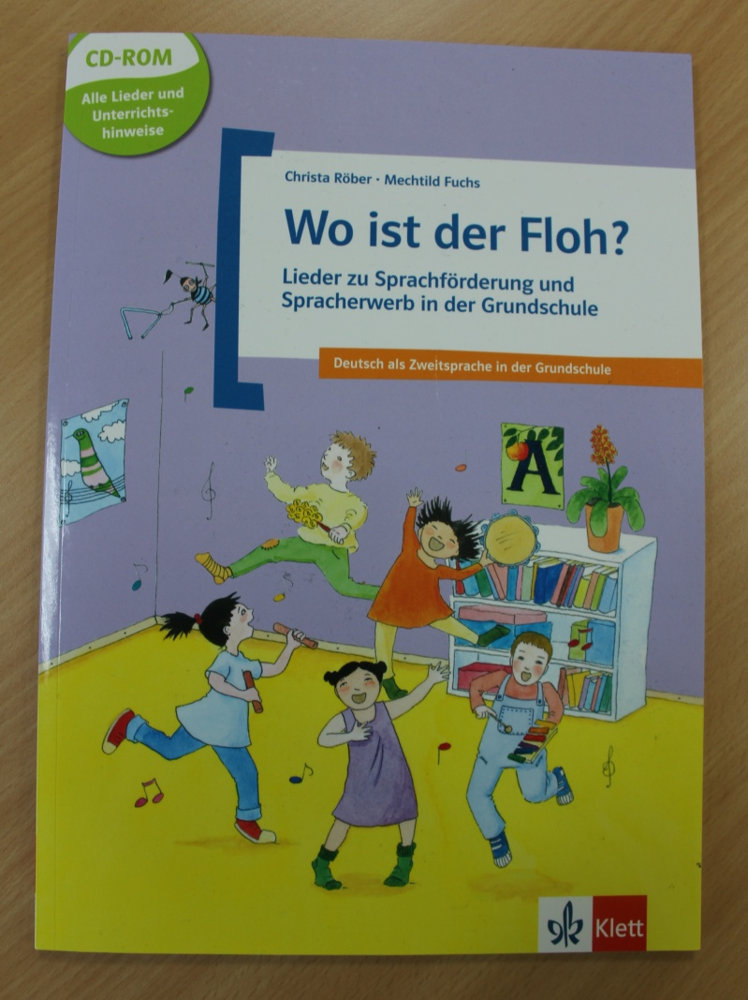 CD-ROM
Alle Lieder und
Unterrichts-
hinweise
Christa Röber · Mechtild Fuchs
Wo ist der Floh?
Lieder zu Sprachförderung und
Spracherwerb in der Grundschule
Deutsch als Zweitsprache in der Grundschule
A
Klett